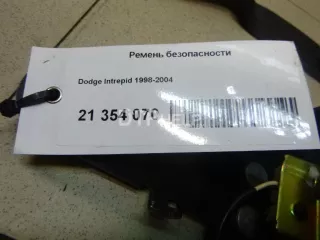 Ремень безопасности
Dodge Intrepid 1998-2004
21 354 070